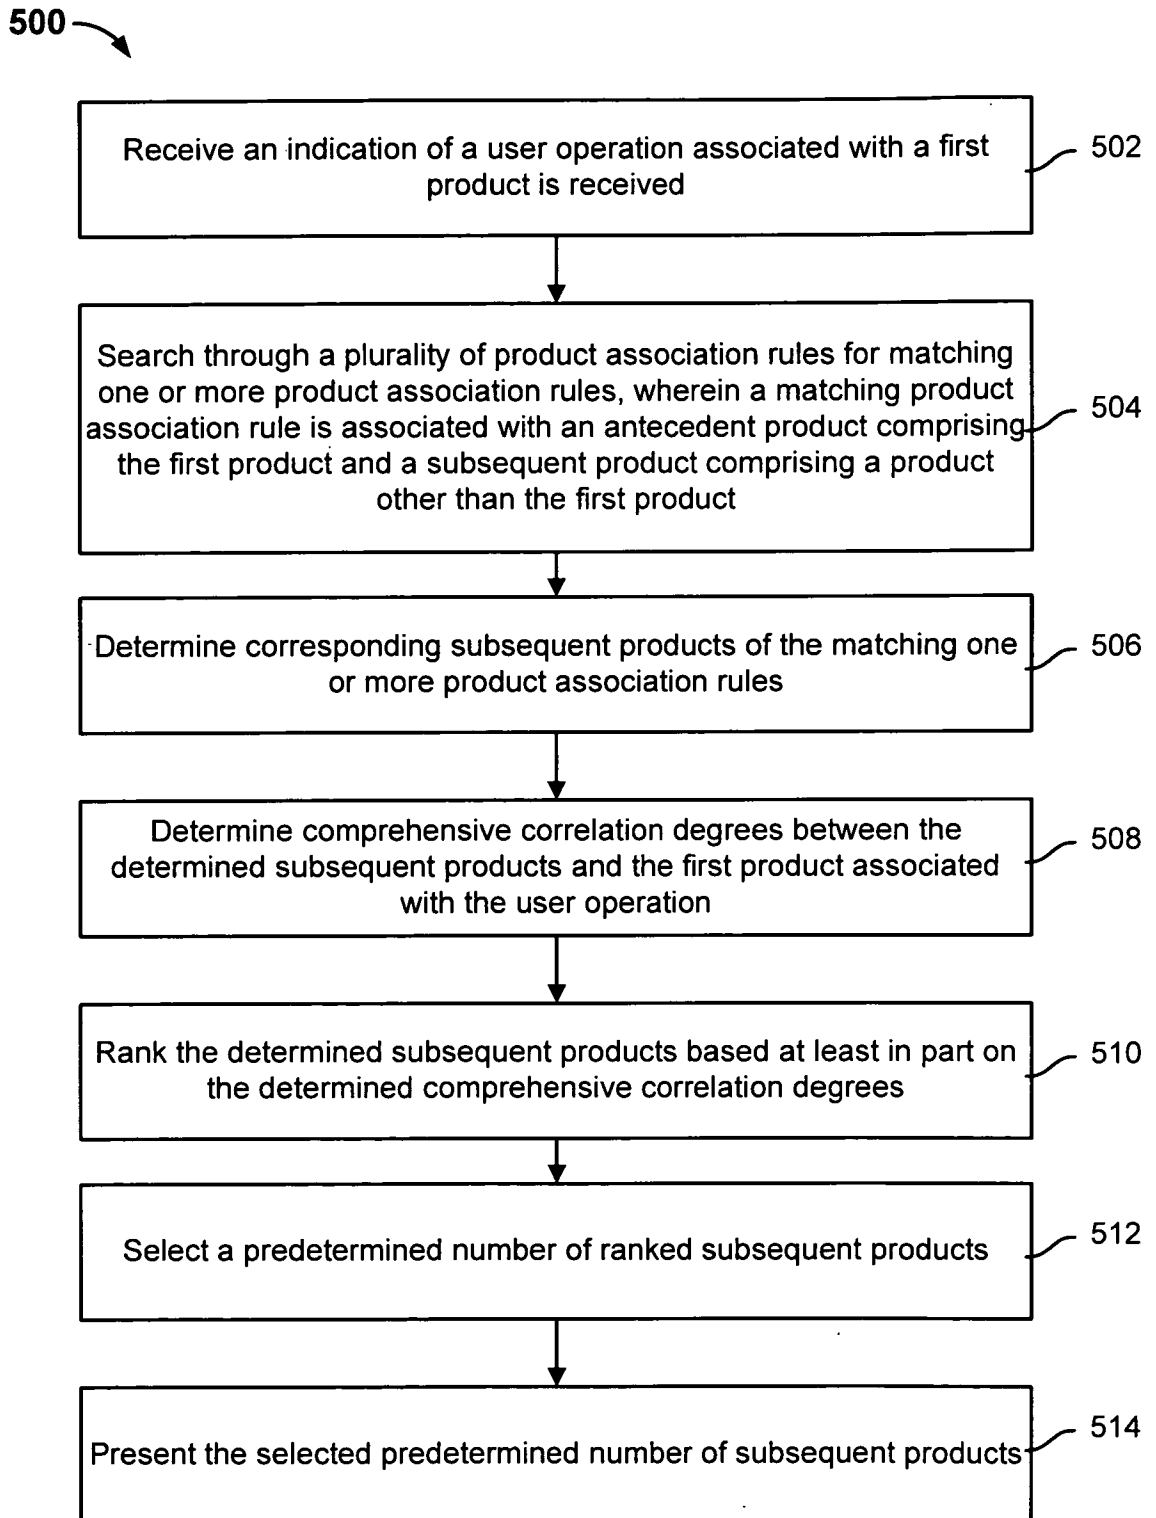 500
Receive an indication of a user operation associated with a first
product is received
502
Search through a plurality of product association rules for matching
one or more product association rules, wherein a matching product
association rule is associated with an antecedent product comprising
the first product and a subsequent product comprising a product
other than the first product
504
Determine corresponding subsequent products of the matching one
or more product association rules
506
Determine comprehensive correlation degrees between the
determined subsequent products and the first product associated
with the user operation
508
Rank the determined subsequent products based at least in part on
the determined comprehensive correlation degrees
510
Select a predetermined number of ranked subsequent products
512
Present the selected predetermined number of subsequent products
514